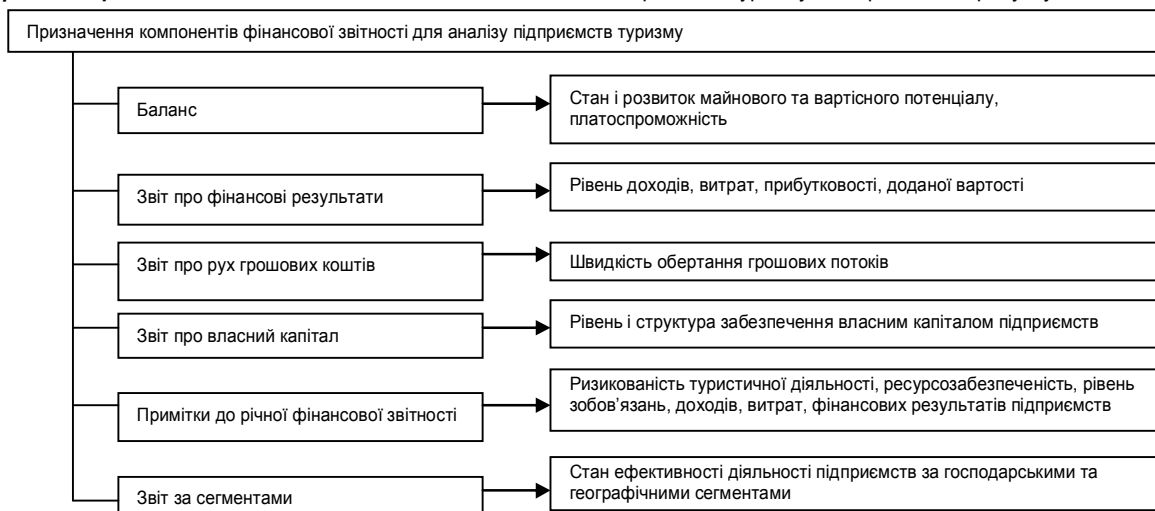 Призначення компонентів фінансової звітності для аналізу підприємств туризму
Баланс
Стан і розвиток майнового та вартісного потенціалу,
платоспроможність
Звіт про фінансові результати
Рівень доходів, витрат, прибутковості, доданої вартості
Звіт про рух грошових коштів
Швидкість обертання грошових потоків
Звіт про власний капітал
Рівень і структура забезпечення власним капіталом підприємств
Примітки до річної фінансової звітності
Ризикованість туристичної діяльності, ресурсозабезпеченість, рівень
зобов’язань, доходів, витрат, фінансових результатів підприємств
Звіт за сегментами
Стан ефективності діяльності підприємств за господарськими та
географічними сегментами